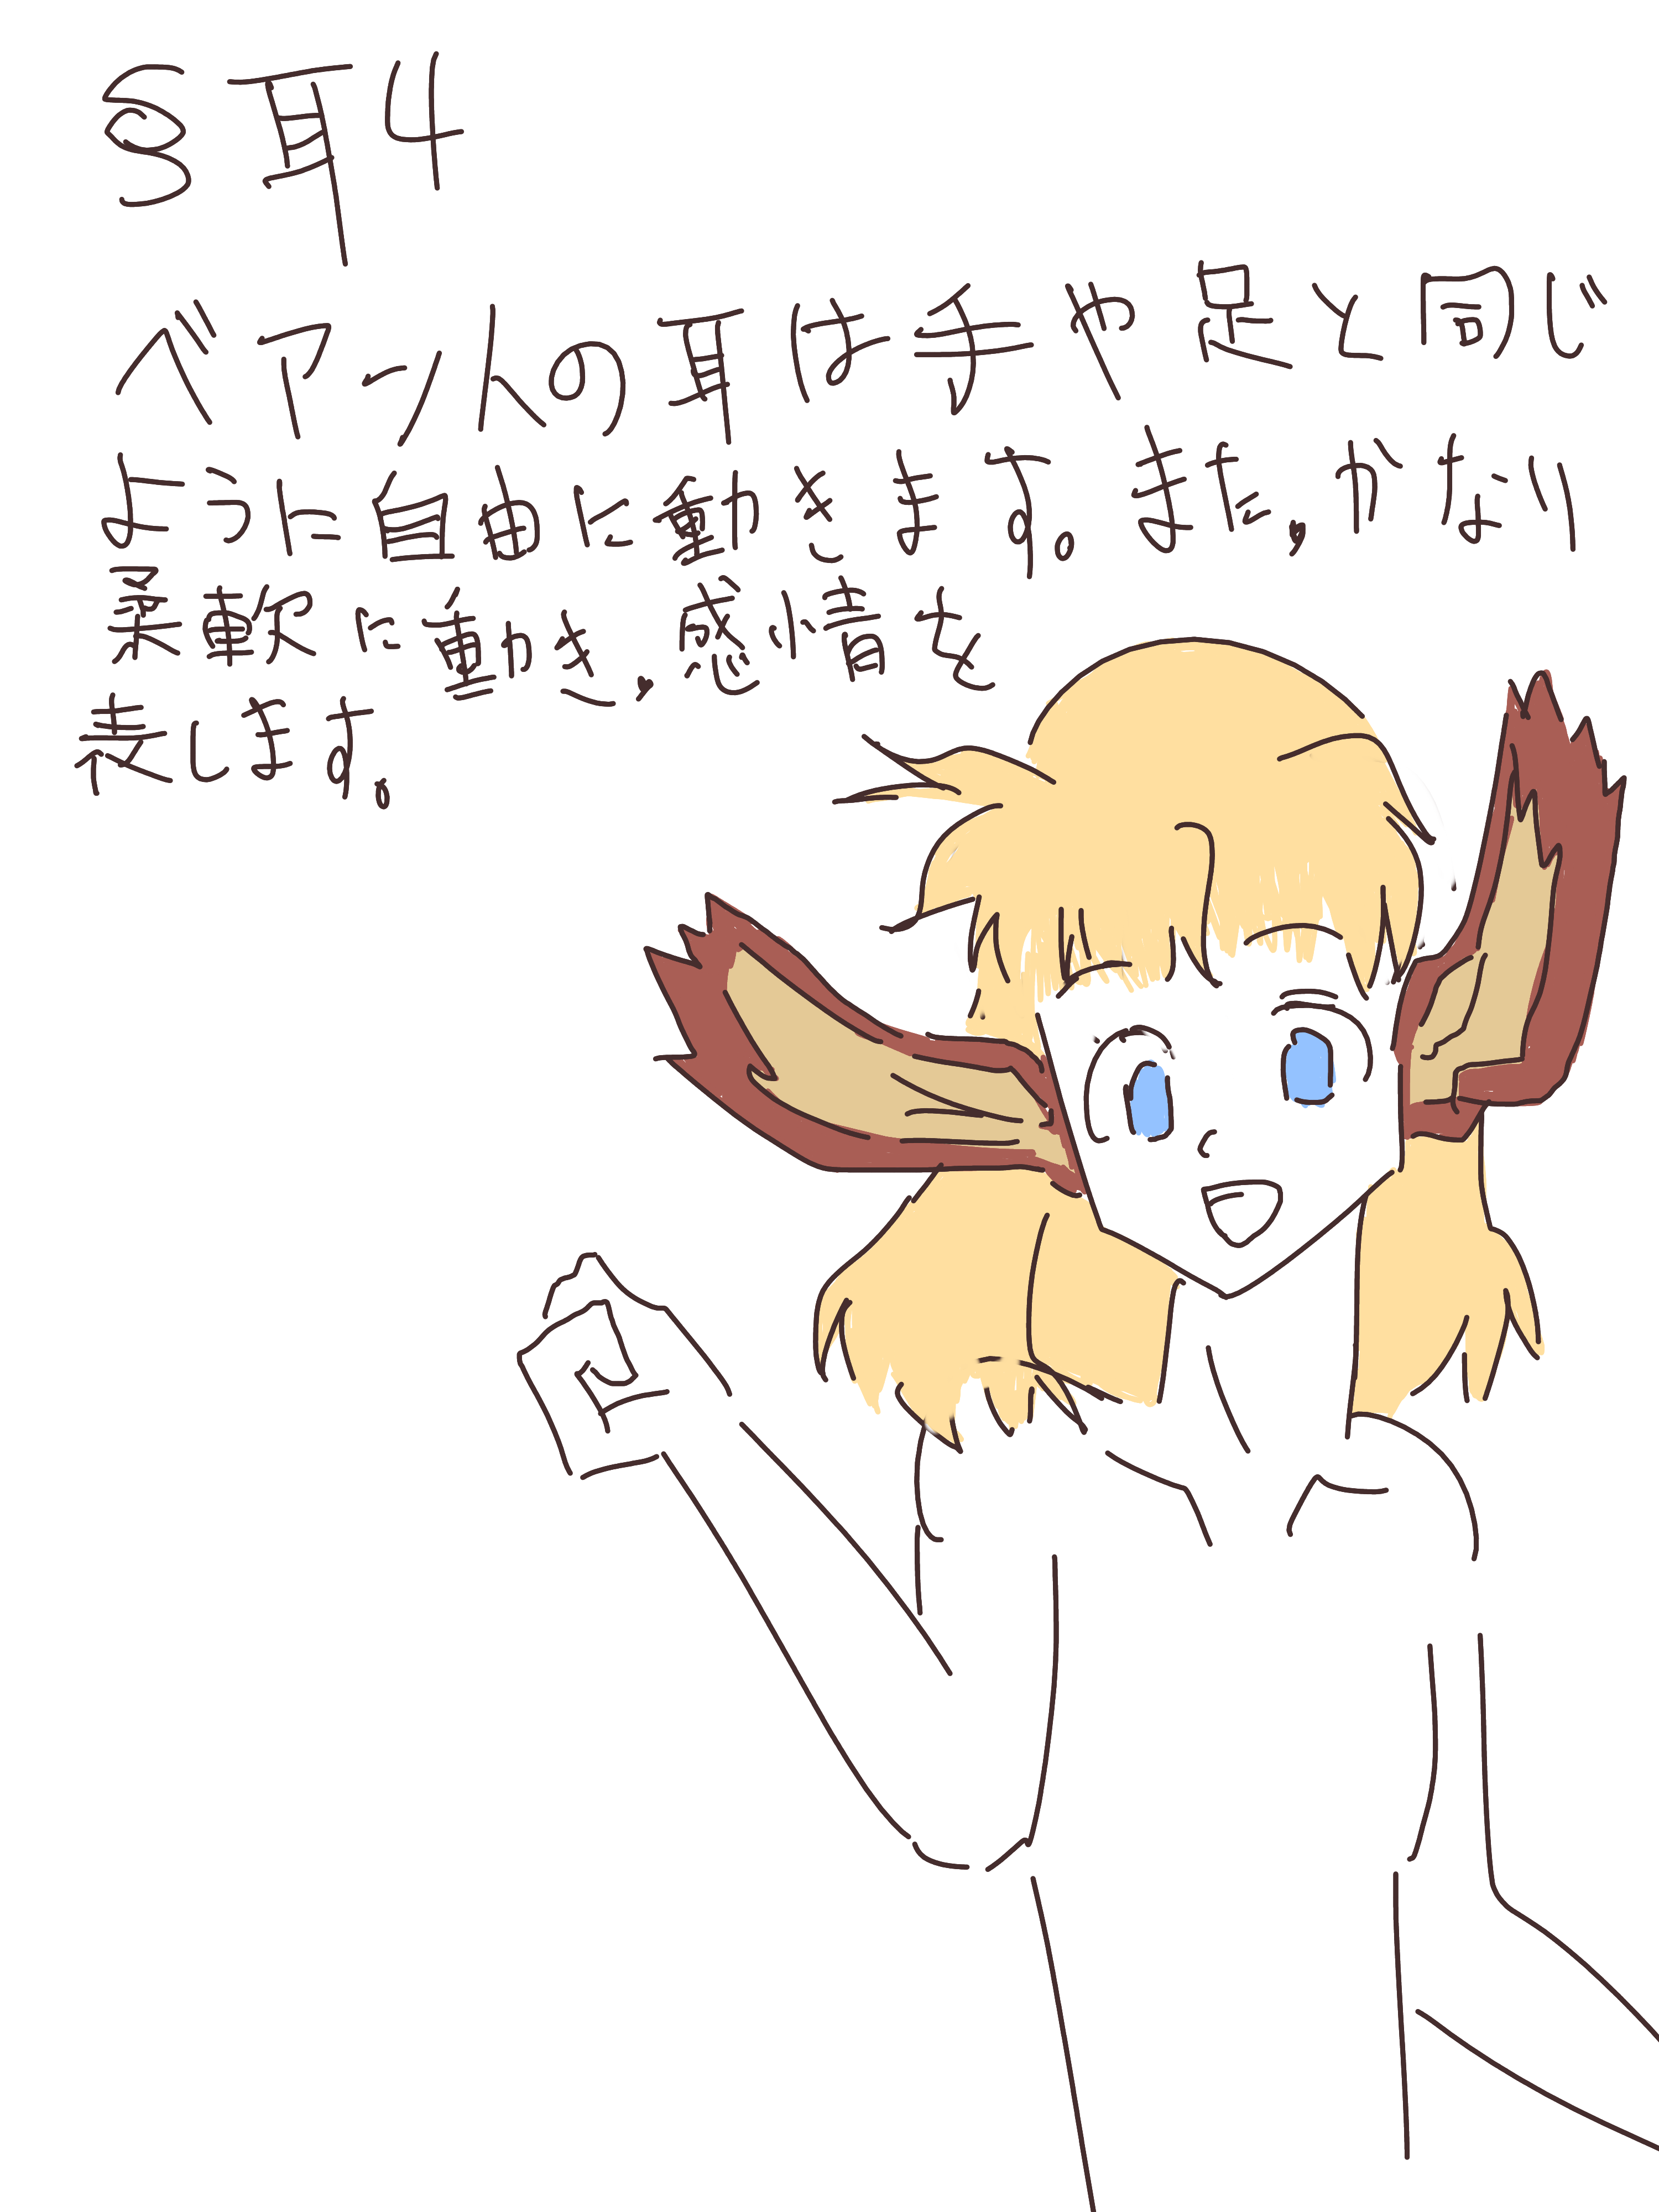 §耳4
ベアン人の耳は手や足と同じ
ように自由に動きます。また,かなり
柔軟に動き,感情を
表します。